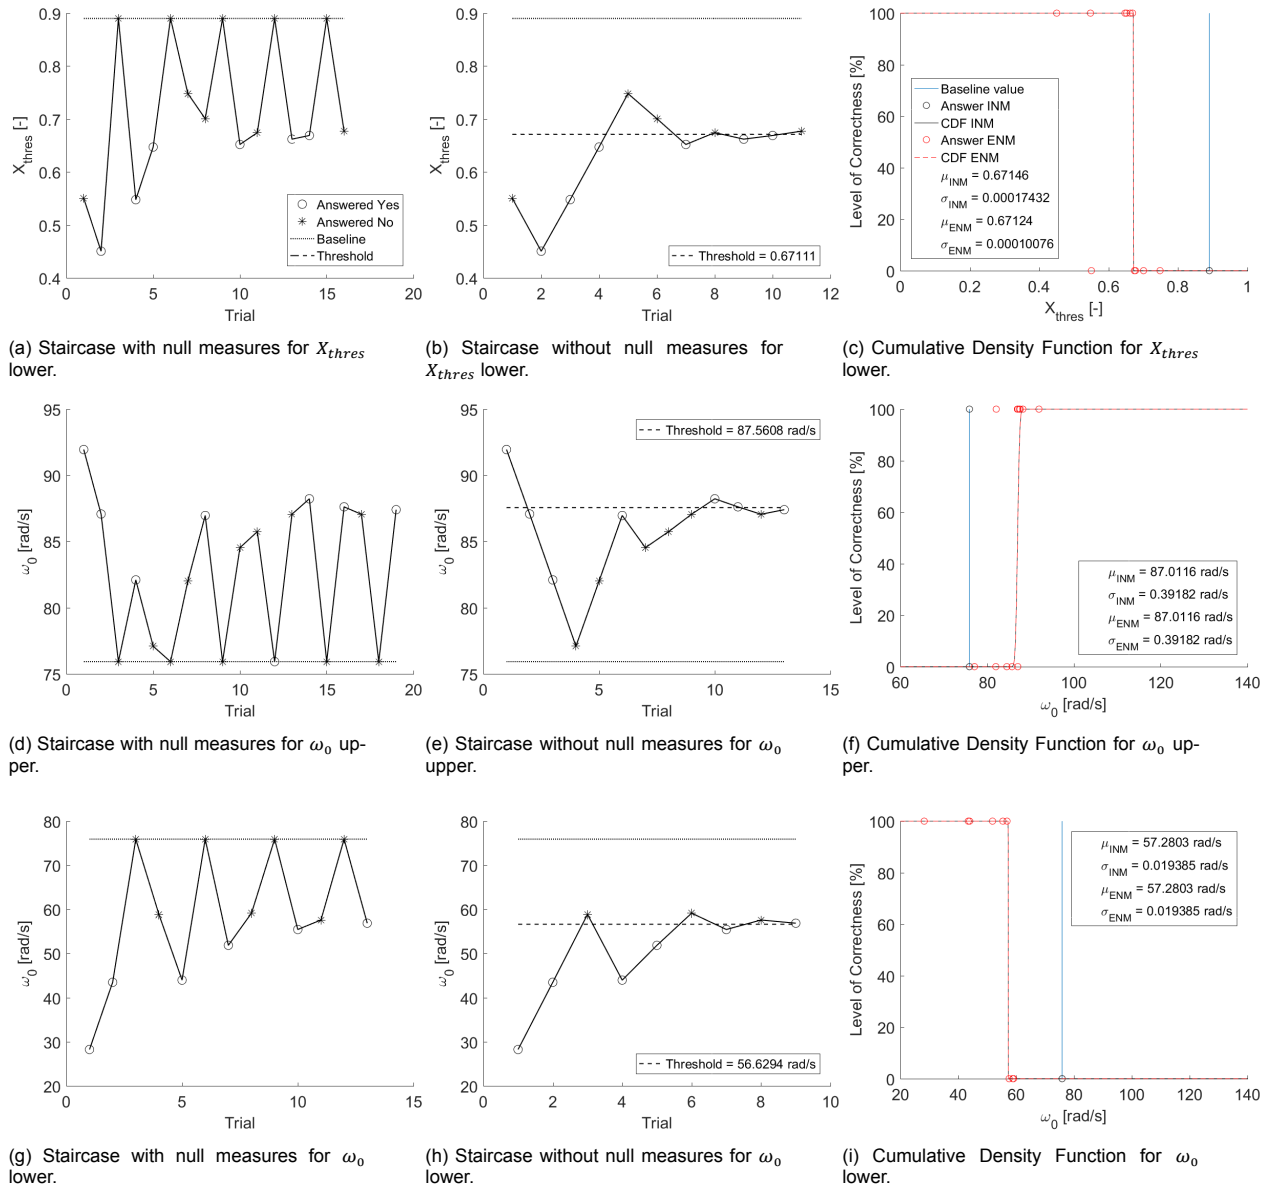 0.9
0.8
0.7
0.6
0.5
0.4
X_thres [-]
0 5 10 15 20
Trial
Answered Yes
Answered No
Baseline
Threshold
(a) Staircase with null measures for X_thres
lower.
0.9
0.8
0.7
0.6
0.5
0.4
X_thres [-]
0 2 4 6 8 10 12
Trial
Threshold = 0.67111
(b) Staircase without null measures for
X_thres lower.
100
80
60
40
20
0
Level of Correctness [%]
0 0.2 0.4 0.6 0.8 1
X_thres [-]
Baseline value
Answer INM
CDF INM
Answer ENM
CDF ENM
μ_INM = 0.67146
σ_INM = 0.00017432
μ_ENM = 0.67124
σ_ENM = 0.00010076
(c) Cumulative Density Function for X_thres
lower.
95
90
85
80
75
ω_0 [rad/s]
0 5 10 15 20
Trial
(d) Staircase with null measures for ω_0 up-
per.
95
90
85
80
75
ω_0 [rad/s]
0 5 10 15
Trial
Threshold = 87.5608 rad/s
(e) Staircase without null measures for ω_0
upper.
100
80
60
40
20
0
Level of Correctness [%]
60 80 100 120 140
ω_0 [rad/s]
μ_INM = 87.0116 rad/s
σ_INM = 0.39182 rad/s
μ_ENM = 87.0116 rad/s
σ_ENM = 0.39182 rad/s
(f) Cumulative Density Function for ω_0 up-
per.
80
70
60
50
40
30
20
ω_0 [rad/s]
0 5 10 15
Trial
(g) Staircase with null measures for ω_0
lower.
80
70
60
50
40
30
20
ω_0 [rad/s]
0 2 4 6 8 10
Trial
Threshold = 56.6294 rad/s
(h) Staircase without null measures for ω_0
lower.
100
80
60
40
20
0
Level of Correctness [%]
20 40 60 80 100 120 140
ω_0 [rad/s]
μ_INM = 57.2803 rad/s
σ_INM = 0.019385 rad/s
μ_ENM = 57.2803 rad/s
σ_ENM = 0.019385 rad/s
(i) Cumulative Density Function for ω_0
lower.